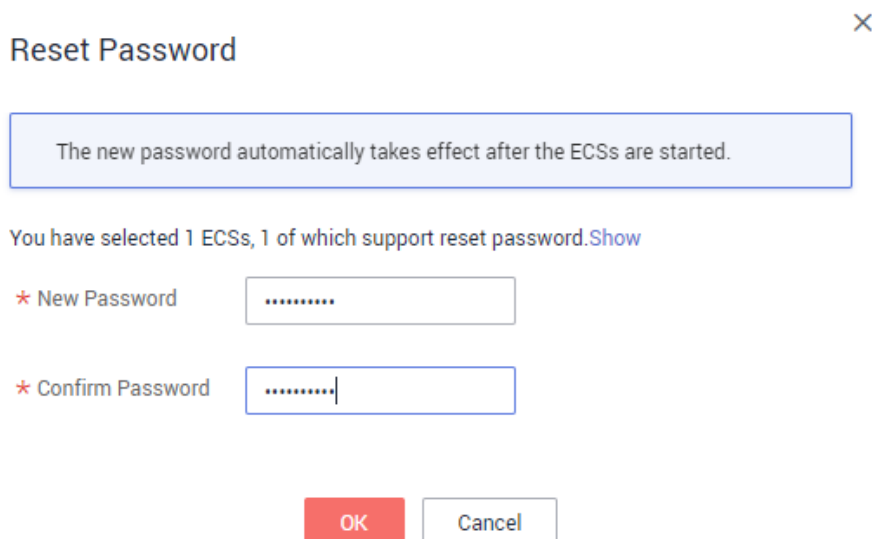 Reset Password
The new password automatically takes effect after the ECSs are started.
You have selected 1 ECSs, 1 of which support reset password.Show
* New Password ••••••••••
* Confirm Password ••••••••••
OK Cancel